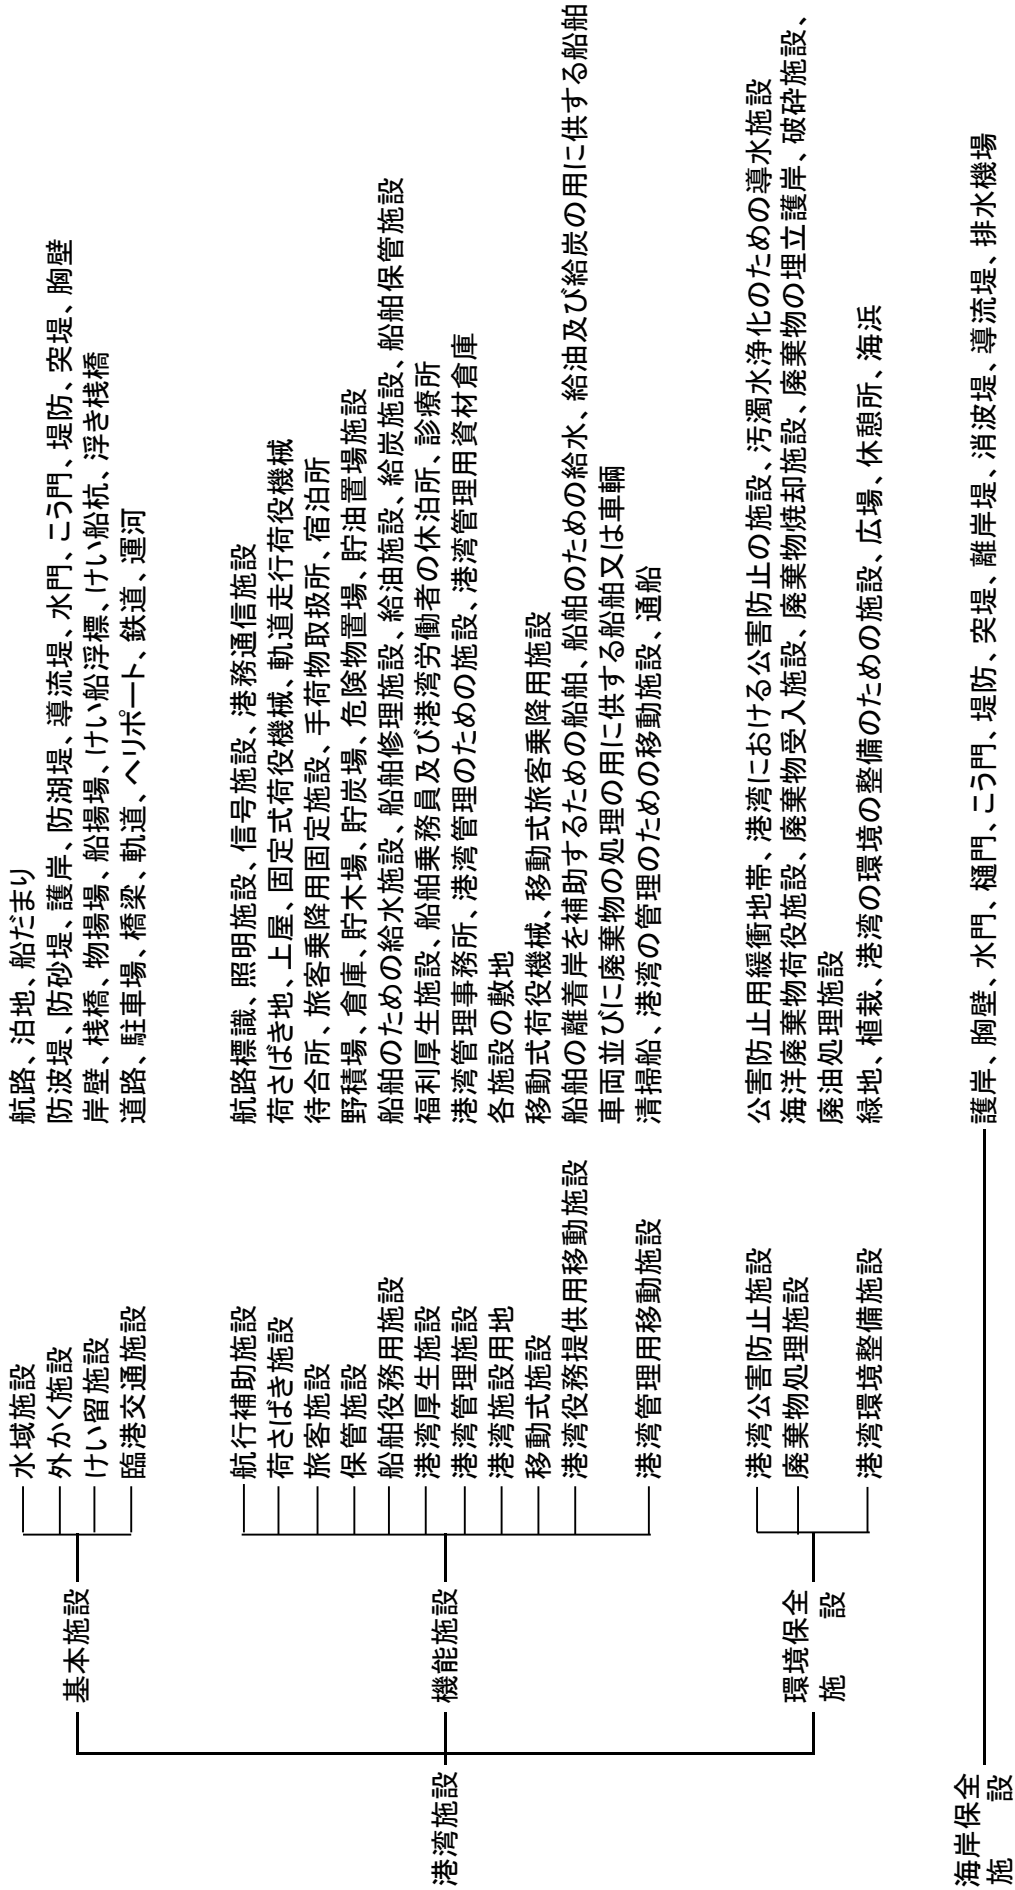 港湾施設
基本施設
水域施設
航路、泊地、船だまり
外かく施設
防波堤、防砂堤、護岸、防湖堤、導流堤、水門、こう門、堤防、突堤、胸壁
けい留施設
岸壁、桟橋、物揚場、船揚場、けい船浮標、けい船杭、浮き桟橋
臨港交通施設
道路、駐車場、橋梁、軌道、ヘリポート、鉄道、運河
機能施設
航行補助施設
航路標識、照明施設、信号施設、港務通信施設
荷さばき施設
荷さばき地、上屋、固定式荷役機械、軌道走行荷役機械
旅客施設
待合所、旅客乗降用固定施設、手荷物取扱所、宿泊所
保管施設
野積場、倉庫、貯木場、貯炭場、危険物置場、貯油置場施設
船舶役務用施設
船舶のための給水施設、船舶修理施設、給油施設、給炭施設、船舶保管施設
港湾厚生施設
福利厚生施設、船舶乗務員及び港湾労働者の休泊所、診療所
港湾管理施設
港湾管理事務所、港湾管理のための施設、港湾管理用資材倉庫
港湾施設用地
各施設の敷地
移動式施設
移動式荷役機械、移動式旅客乗降用施設
港湾役務提供用移動施設
船舶の離着岸を補助するための船舶、船舶のための給水、給油及び給炭の用に供する船舶
車両並びに廃棄物の処理の用に供する船舶又は車輛
港湾管理用移動施設
清掃船、港湾の管理のための移動施設、通船
環境保全
施 設
港湾公害防止施設
公害防止用緩衝地帯、港湾における公害防止の施設、汚濁水浄化のための導水施設
廃棄物処理施設
海洋廃棄物荷役施設、廃棄物受入施設、廃棄物焼却施設、廃棄物の埋立護岸、破砕施設、
廃油処理施設
港湾環境整備施設
緑地、植栽、港湾の環境の整備のための施設、広場、休憩所、海浜
海岸保全
施 設
護岸、胸壁、水門、樋門、こう門、堤防、突堤、離岸堤、消波堤、導流堤、排水機場